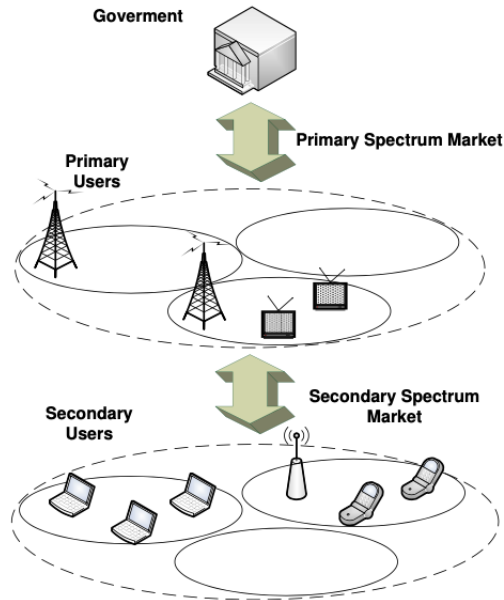 Goverment
Primary Spectrum Market
Primary
Users
Secondary Spectrum
Market
Secondary
Users